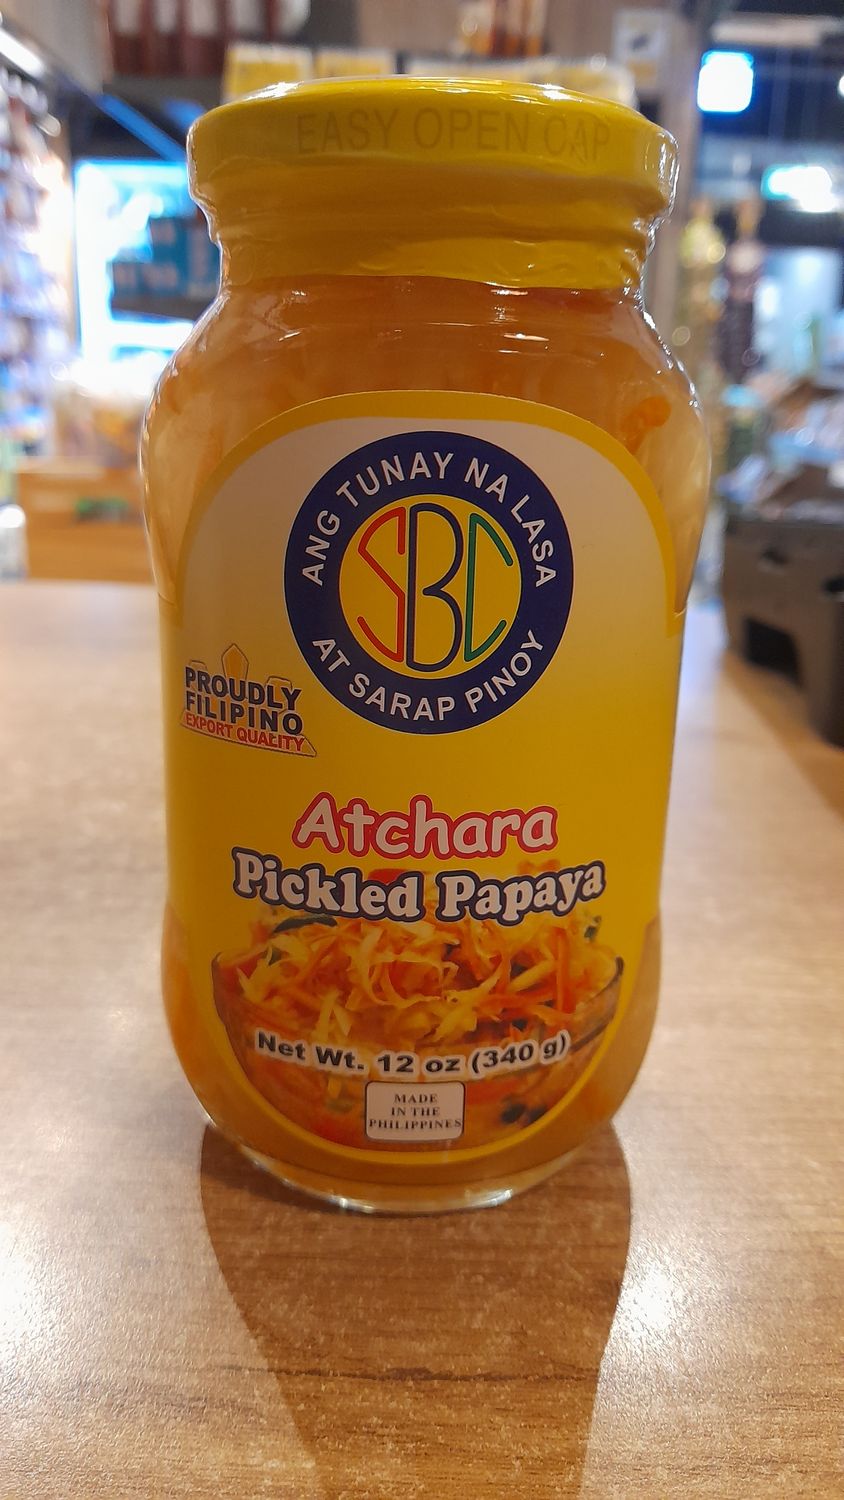 EASY OPEN CAP
ANG TUNAY NA LASA
SBC
AT SARAP PINOY
PROUDLY
FILIPINO
EXPORT QUALITY
Atchara
Pickled Papaya
Net Wt. 12 oz (340 g)
MADE
IN THE
PHILIPPINES